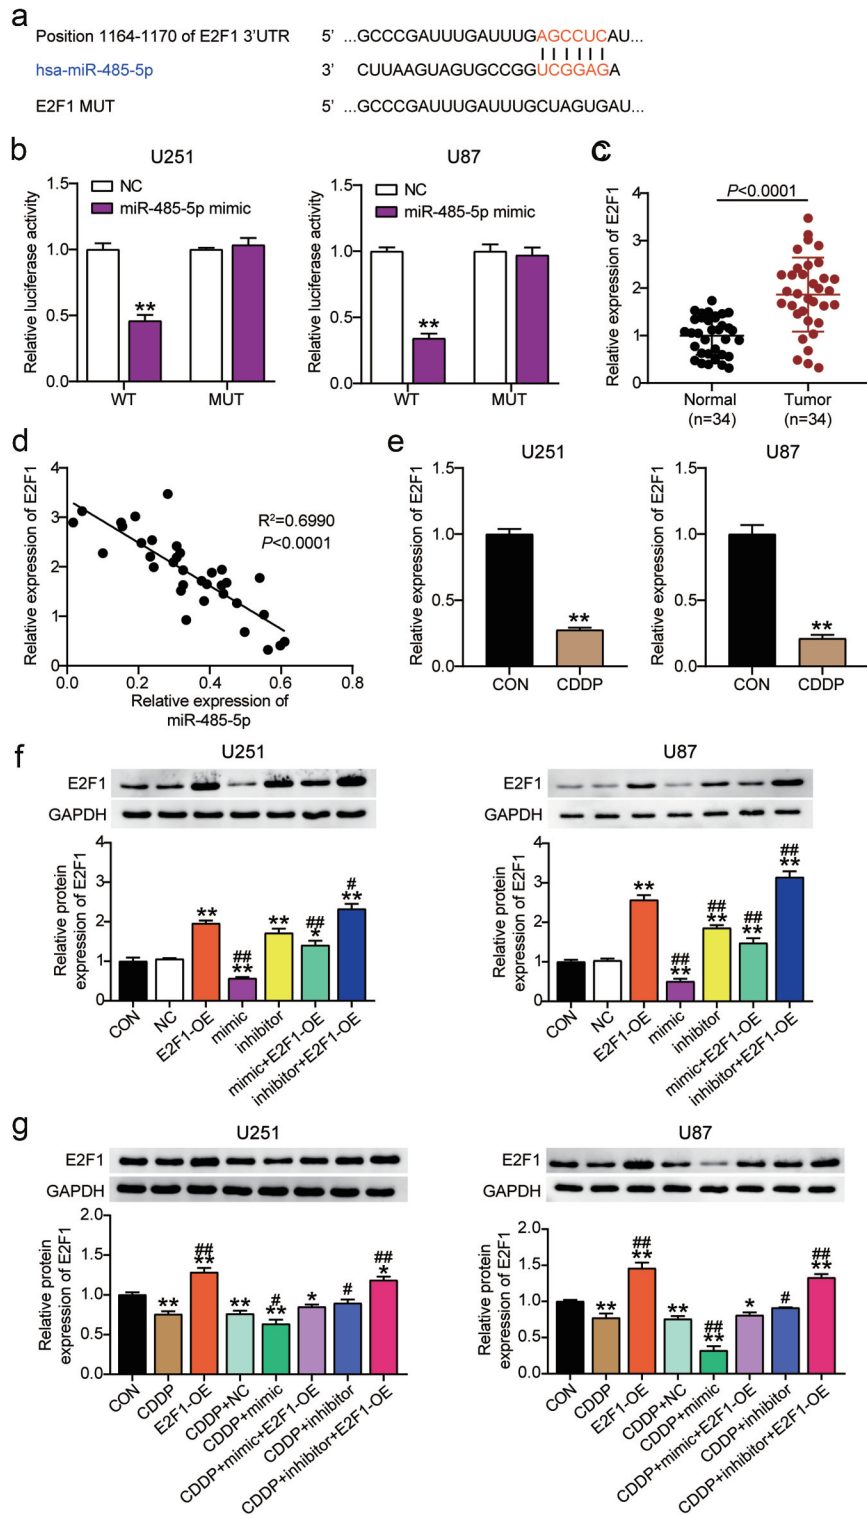 a
Position 1164-1170 of E2F1 3'UTR 5' ...GCCCGAUUUGAUUUGAGCCUCAU...
hsa-miR-485-5p 3' CUUAAGUAGUGCCGGUCGGAGA
E2F1 MUT 5' ...GCCCGAUUUGAUUUGCUAGUGAU...
b
U251
NC
miR-485-5p mimic
Relative luciferase activity
1.5
1.0
0.5
0.0
**
WT MUT
U87
NC
miR-485-5p mimic
Relative luciferase activity
1.5
1.0
0.5
0.0
**
WT MUT
c
P<0.0001
Relative expression of E2F1
4
3
2
1
0
Normal Tumor
(n=34) (n=34)
d
Relative expression of E2F1
4
3
2
1
0
R²=0.6990
P<0.0001
0.0 0.2 0.4 0.6 0.8
Relative expression of
miR-485-5p
e
U251
Relative expression of E2F1
1.5
1.0
0.5
0.0
**
CON CDDP
U87
Relative expression of E2F1
1.5
1.0
0.5
0.0
**
CON CDDP
f
U251
E2F1
GAPDH
Relative protein
expression of E2F1
4
3
2
1
0
** ## ** ** ## * # **
CON
NC
E2F1-OE
mimic
inhibitor
mimic+E2F1-OE
inhibitor+E2F1-OE
U87
E2F1
GAPDH
Relative protein
expression of E2F1
4
3
2
1
0
** ## ** ## ** ## ** ## **
CON
NC
E2F1-OE
mimic
inhibitor
mimic+E2F1-OE
inhibitor+E2F1-OE
g
U251
E2F1
GAPDH
Relative protein
expression of E2F1
2.0
1.5
1.0
0.5
0.0
** ## ** ** # ** * # ## *
CON
CDDP
E2F1-OE
CDDP+NC
CDDP+mimic
CDDP+mimic+E2F1-OE
CDDP+inhibitor
CDDP+inhibitor+E2F1-OE
U87
E2F1
GAPDH
Relative protein
expression of E2F1
2.0
1.5
1.0
0.5
0.0
** ## ** ** ## ** * # ## **
CON
CDDP
E2F1-OE
CDDP+NC
CDDP+mimic
CDDP+mimic+E2F1-OE
CDDP+inhibitor
CDDP+inhibitor+E2F1-OE